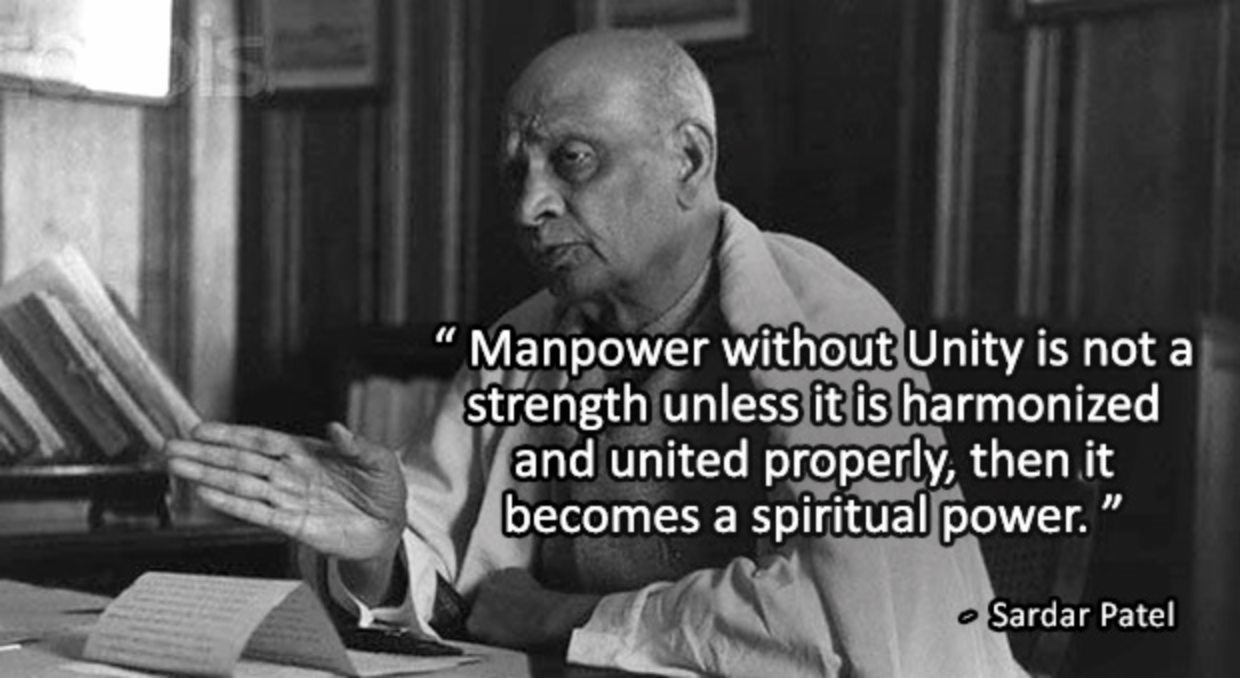 “ Manpower without Unity is not a
strength unless it is harmonized
and united properly, then it
becomes a spiritual power. ”
- Sardar Patel